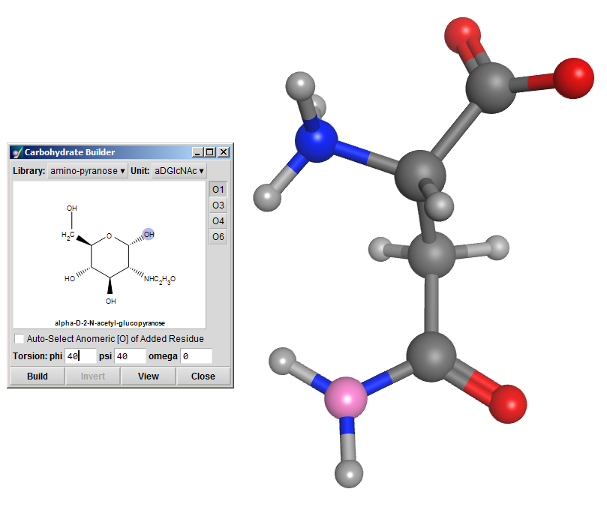 Carbohydrate Builder
Library: amino-pyranose Unit: aDGlcNAc
O1
O3
O4
O6
OH
H2C
O
OH
HO
NHC2H3O
OH
alpha-D-2-N-acetyl-glucopyranose
Auto-Select Anomeric [O] of Added Residue
Torsion: phi 40 psi 40 omega 0
Build Invert View Close